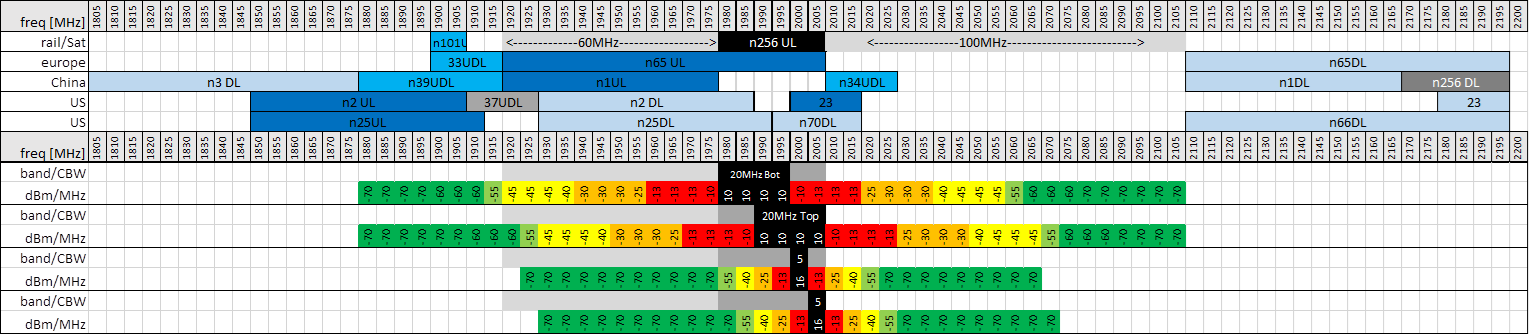 freq [MHz] 1805 1810 1815 1820 1825 1830 1835 1840 1845 1850 1855 1860 1865 1870 1875 1880 1885 1890 1895 1900 1905 1910 1915 1920 1925 1930 1935 1940 1945 1950 1955 1960 1965 1970 1975 1980 1985 1990 1995 2000 2005 2010 2015 2020 2025 2030 2035 2040 2045 2050 2055 2060 2065 2070 2075 2080 2085 2090 2095 2100 2105 2110 2115 2120 2125 2130 2135 2140 2145 2150 2155 2160 2165 2170 2175 2180 2185 2190 2195 2200
rail/Sat n101U <--------------60MHz----------------> n256 UL <--------------100MHz---------------->
europe 33UDL n65 UL n65DL
China n3 DL n39UDL n1UL n34UDL n1DL n256 DL
US n2 UL 37UDL n2 DL 23 23
US n25UL n25DL n70DL n66DL
freq [MHz] 1805 1810 1815 1820 1825 1830 1835 1840 1845 1850 1855 1860 1865 1870 1875 1880 1885 1890 1895 1900 1905 1910 1915 1920 1925 1930 1935 1940 1945 1950 1955 1960 1965 1970 1975 1980 1985 1990 1995 2000 2005 2010 2015 2020 2025 2030 2035 2040 2045 2050 2055 2060 2065 2070 2075 2080 2085 2090 2095 2100 2105 2110 2115 2120 2125 2130 2135 2140 2145 2150 2155 2160 2165 2170 2175 2180 2185 2190 2195 2200
band/CBW 20MHz Bot
dBm/MHz -70 -70 -70 -70 -60 -60 -60 -55 -45 -45 -45 -45 -30 -30 -30 -25 -13 -13 -13 -10 10 10 10 10 -10 -13 -13 -13 -25 -30 -30 -30 -45 -45 -45 -45 -55 -60 -60 -60 -70 -70 -70 -70 -70 -70
band/CBW 20MHz Top
dBm/MHz -70 -70 -70 -70 -70 -70 -60 -60 -60 -55 -45 -45 -45 -45 -30 -30 -30 -25 -13 -13 -13 -10 10 10 10 10 -10 -13 -13 -13 -25 -30 -30 -30 -45 -45 -45 -45 -55 -60 -60 -60 -70 -70 -70 -70
band/CBW 5
dBm/MHz -70 -70 -70 -70 -70 -70 -70 -70 -70 -70 -70 -55 -40 -25 -13 16 -13 -25 -40 -55 -70 -70 -70 -70 -70 -70 -70 -70 -70
band/CBW 5
dBm/MHz -70 -70 -70 -70 -70 -70 -70 -70 -70 -70 -70 -55 -40 -25 -13 16 -13 -25 -40 -55 -70 -70 -70 -70 -70 -70 -70 -70 -70